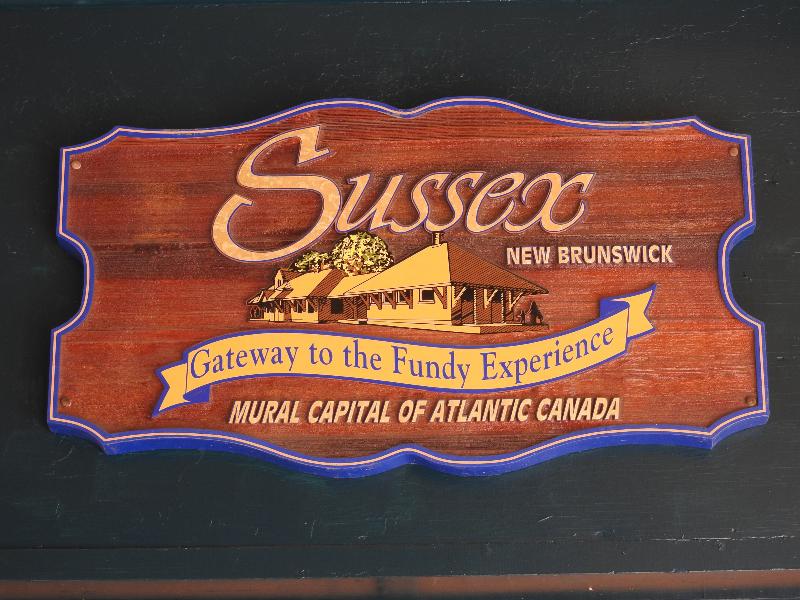 Sussex
NEW BRUNSWICK
Gateway to the Fundy Experience
MURAL CAPITAL OF ATLANTIC CANADA